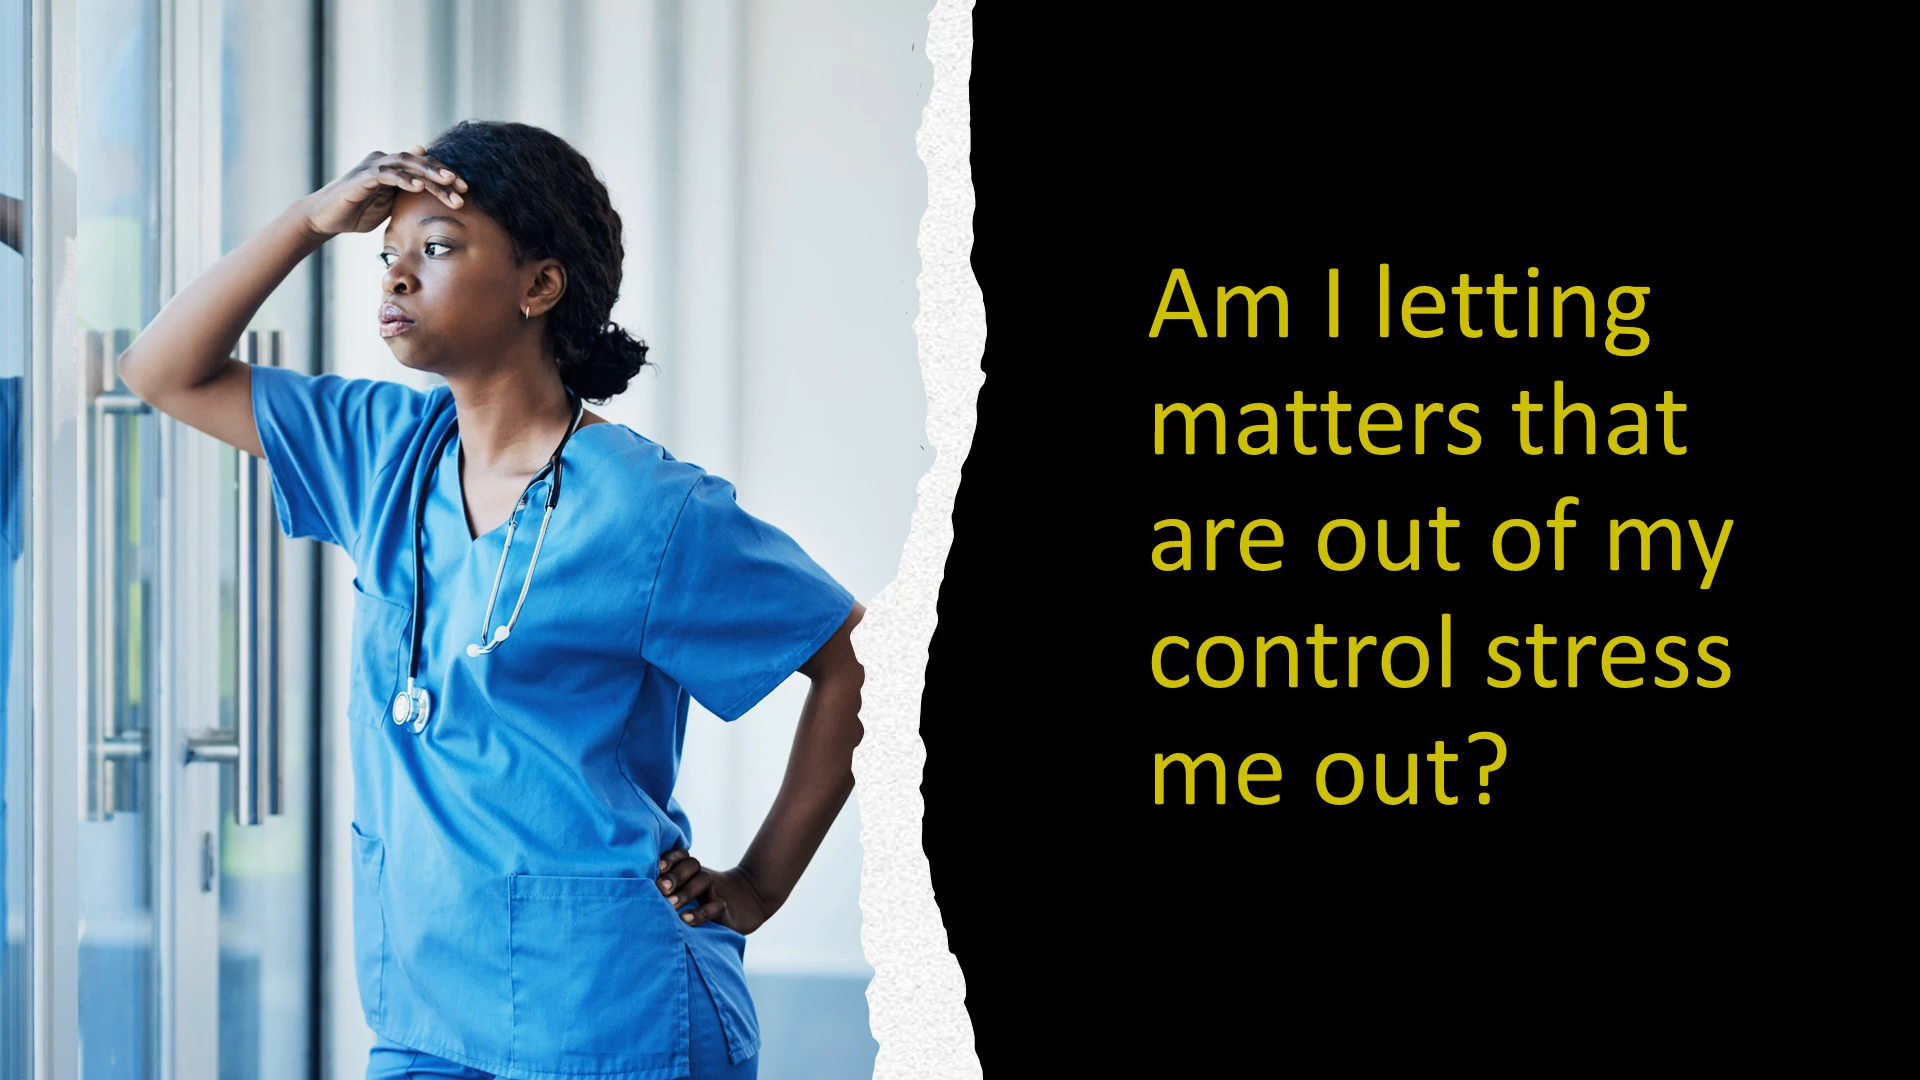 Am I letting
matters that
are out of my
control stress
me out?